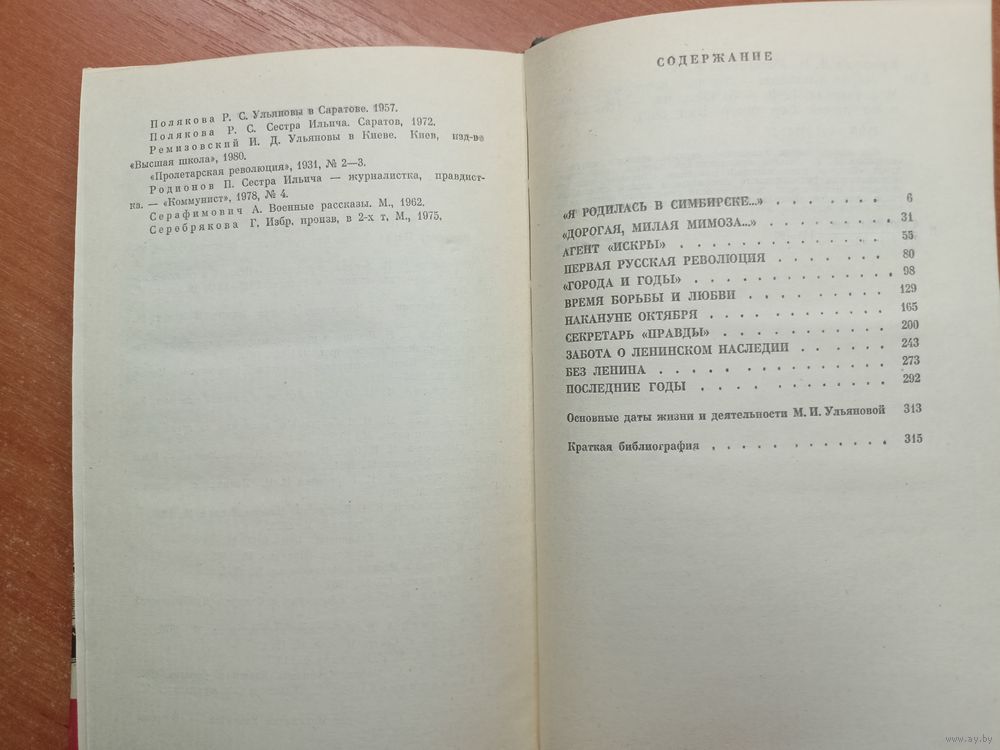 Полякова Р. С. Ульяновы в Саратове. 1957.
Полякова Р. С. Сестра Ильича. Саратов, 1972.
Ремизовский И. Д. Ульяновы в Киеве. Киев, изд-во
«Высшая школа», 1980.
«Пролетарская революция», 1931, № 2—3.
Родионов П. Сестра Ильича — журналистка, правдист-
ка. — «Коммунист», 1978, № 4.
Серафимович А. Военные рассказы. М., 1962.
Серебрякова Г. Избр. произв, в 2-х т, М., 1975.
СОДЕРЖАНИЕ
«Я РОДИЛАСЬ В СИМБИРСКЕ...» . . . . . . 6
«ДОРОГАЯ, МИЛАЯ МИМОЗА...» . . . . . . 31
АГЕНТ «ИСКРЫ» . . . . . . . . . . 55
ПЕРВАЯ РУССКАЯ РЕВОЛЮЦИЯ . . . . . . 80
«ГОРОДА И ГОДЫ» . . . . . . . . . . 98
ВРЕМЯ БОРЬБЫ И ЛЮБВИ . . . . . . . . 129
НАКАНУНЕ ОКТЯБРЯ . . . . . . . . . 165
СЕКРЕТАРЬ «ПРАВДЫ» . . . . . . . . . 200
ЗАБОТА О ЛЕНИНСКОМ НАСЛЕДИИ . . . . . 243
БЕЗ ЛЕНИНА . . . . . . . . . . . 273
ПОСЛЕДНИЕ ГОДЫ . . . . . . . . . . 292
Основные даты жизни и деятельности М. И. Ульяновой 313
Краткая библиография . . . . . . . . . . 315
www.ay.by